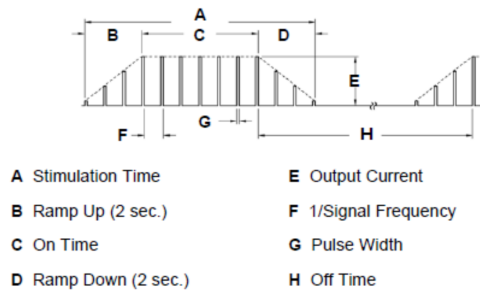 A
B C D
E
F G H
A Stimulation Time
B Ramp Up (2 sec.)
C On Time
D Ramp Down (2 sec.)
E Output Current
F 1/Signal Frequency
G Pulse Width
H Off Time